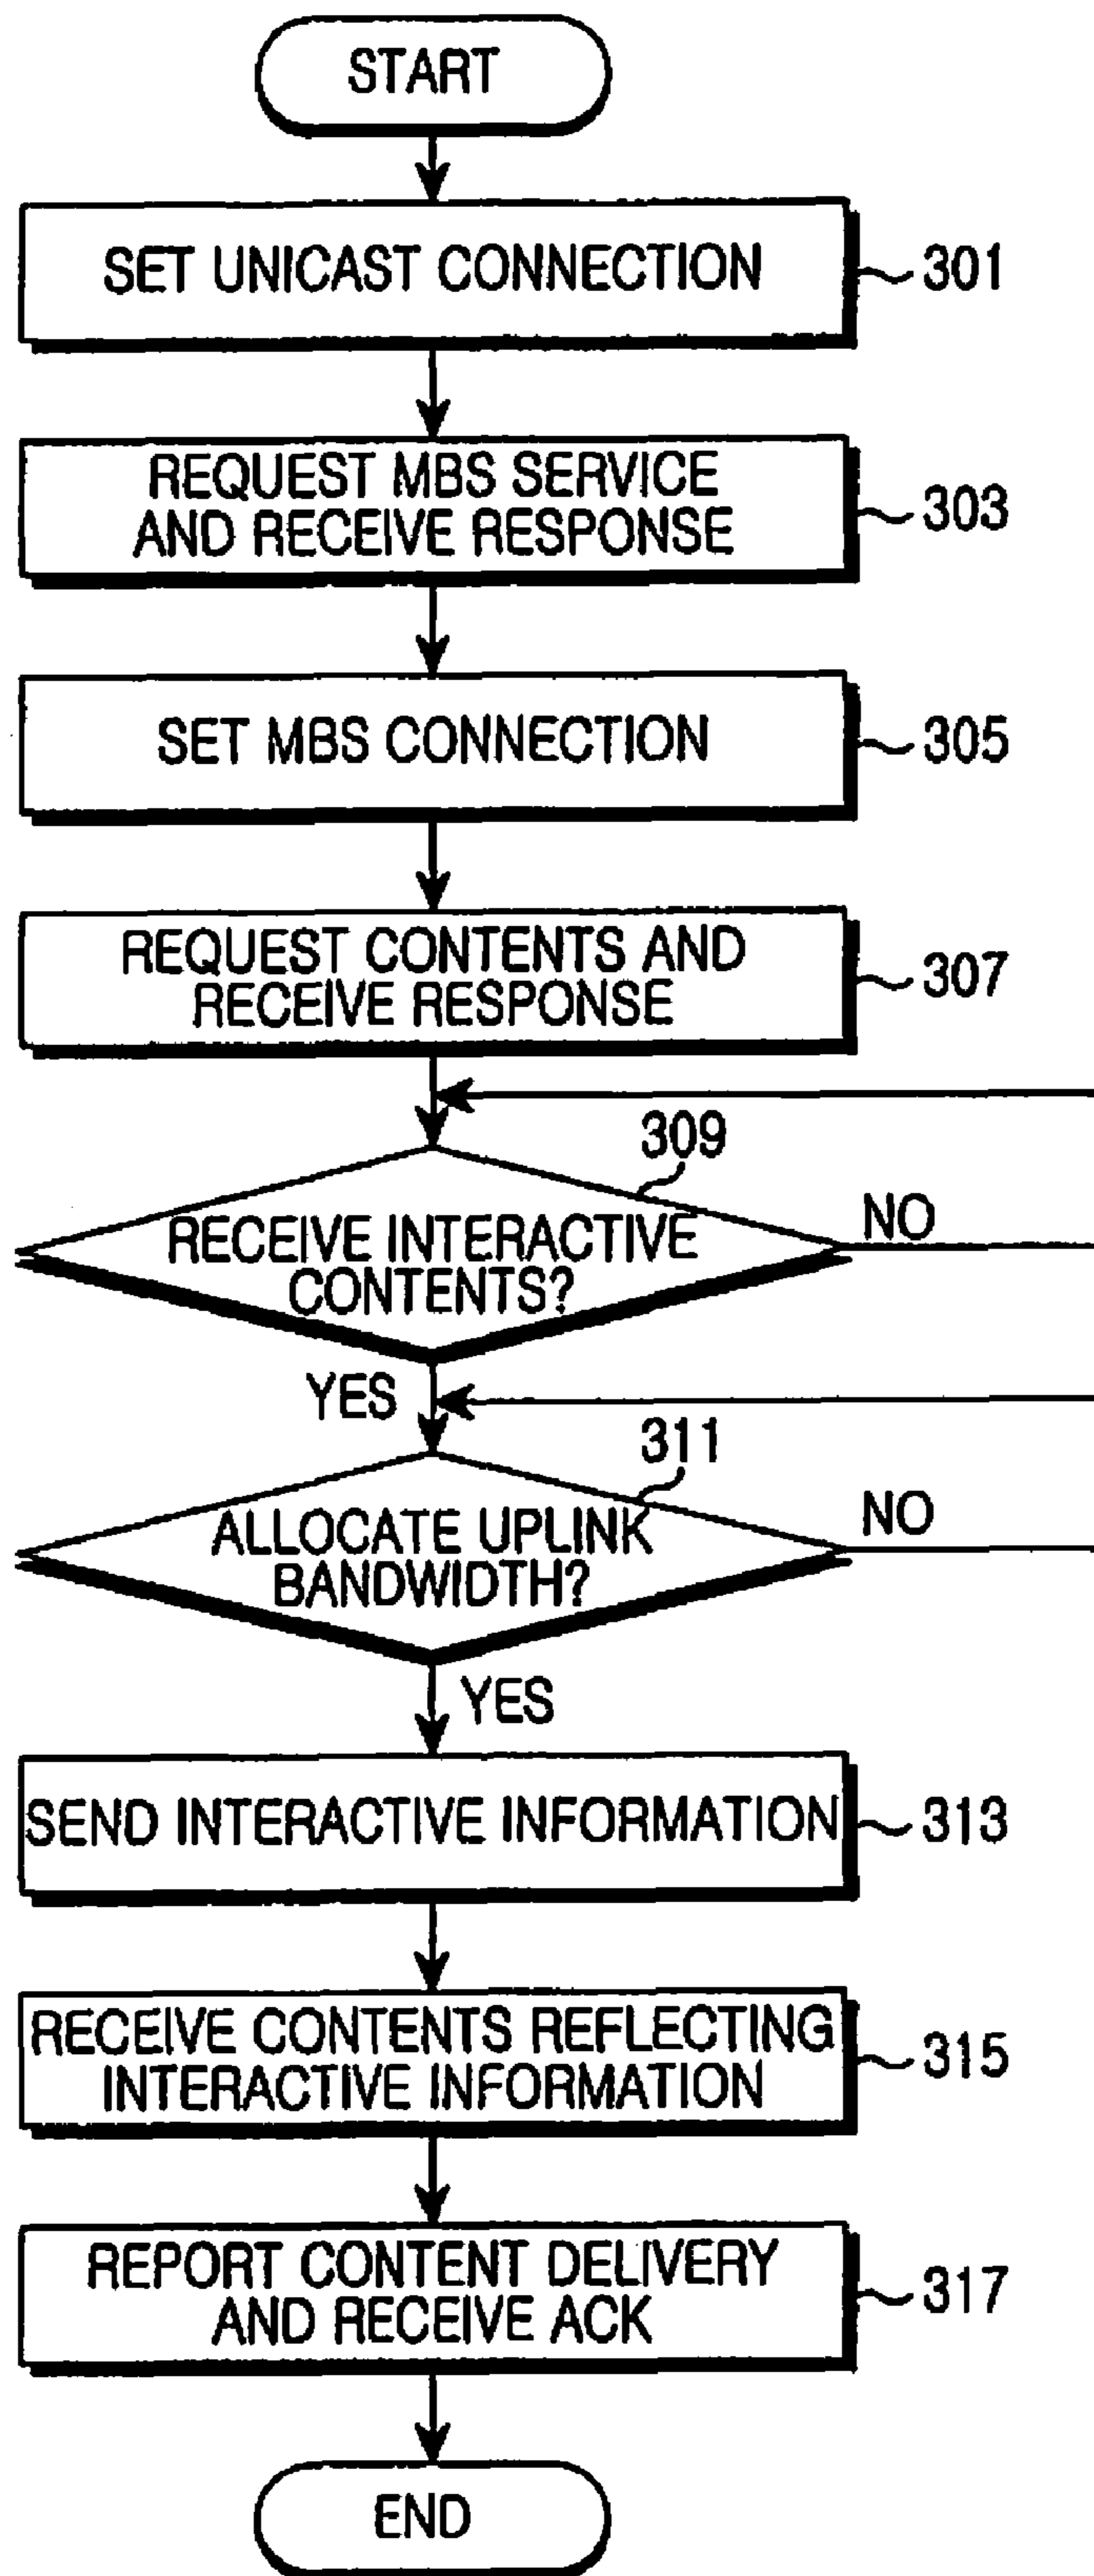 START
SET UNICAST CONNECTION
301
REQUEST MBS SERVICE
AND RECEIVE RESPONSE
303
SET MBS CONNECTION
305
REQUEST CONTENTS AND
RECEIVE RESPONSE
307
309
RECEIVE INTERACTIVE
CONTENTS?
NO
YES
311
ALLOCATE UPLINK
BANDWIDTH?
NO
YES
SEND INTERACTIVE INFORMATION
313
RECEIVE CONTENTS REFLECTING
INTERACTIVE INFORMATION
315
REPORT CONTENT DELIVERY
AND RECEIVE ACK
317
END